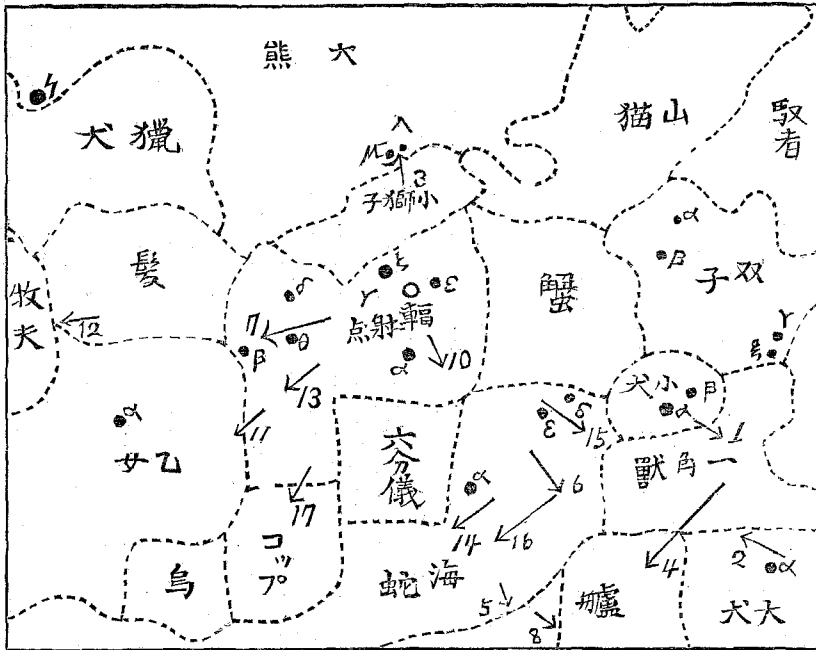 大熊
ξ
獵犬
山猫
馭者
λ
μ
3
小獅子
α
β
双子
γ
ξ
髪
牧夫
12
δ
θ
β
7
ξ
γ
ε
輻射点
α
10
13
11
17
蟹
小犬
β
α
1
一角獸
α
乙女
六分儀
δ
ε
15
6
α
14
16
4
2
α
コップ
烏
海蛇
5
8
艫
大犬